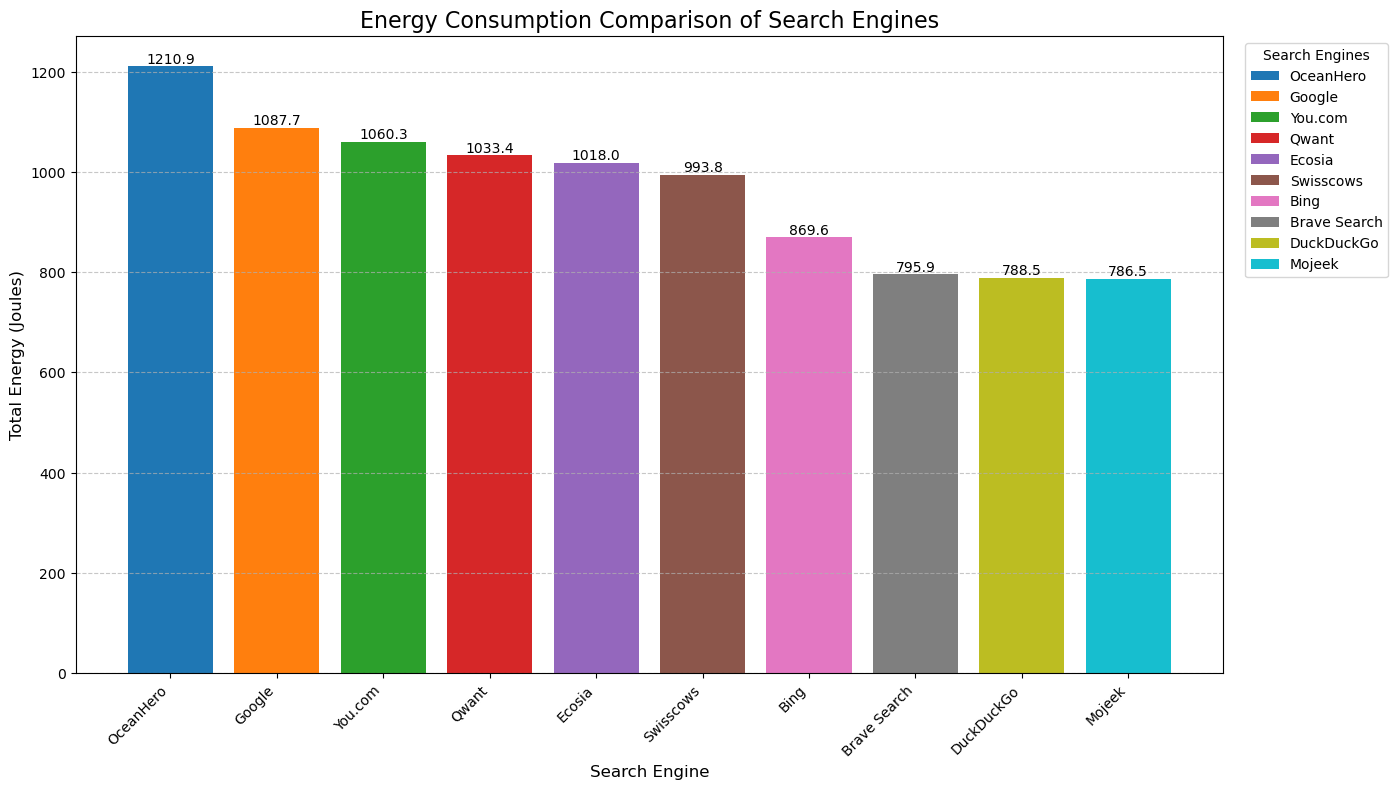 Energy Consumption Comparison of Search Engines
Total Energy (Joules)
1200
1000
800
600
400
200
0
1210.9
1087.7
1060.3
1033.4
1018.0
993.8
869.6
795.9
788.5
786.5
OceanHero
Google
You.com
Qwant
Ecosia
Swisscows
Bing
Brave Search
DuckDuckGo
Mojeek
Search Engine
Search Engines
OceanHero
Google
You.com
Qwant
Ecosia
Swisscows
Bing
Brave Search
DuckDuckGo
Mojeek